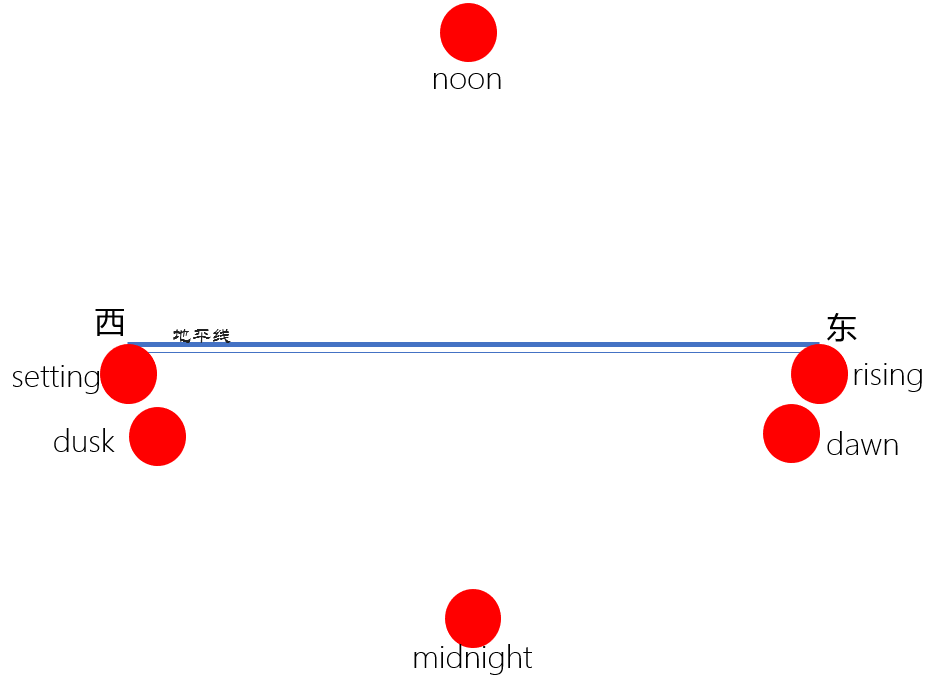 noon
西
地平线
东
setting
rising
dusk
dawn
midnight